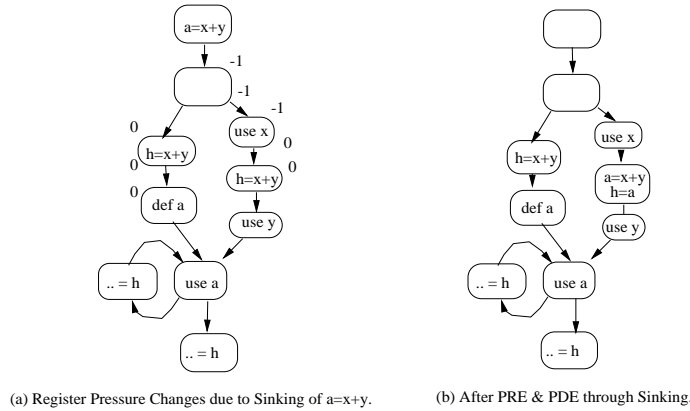 a=x+y
-1
-1
-1
0
use x
0
h=x+y
0
h=x+y
0
0
def a
use y
.. = h
use a
.. = h
(a) Register Pressure Changes due to Sinking of a=x+y.
use x
h=x+y
a=x+y
h=a
def a
use y
.. = h
use a
.. = h
(b) After PRE & PDE through Sinking.